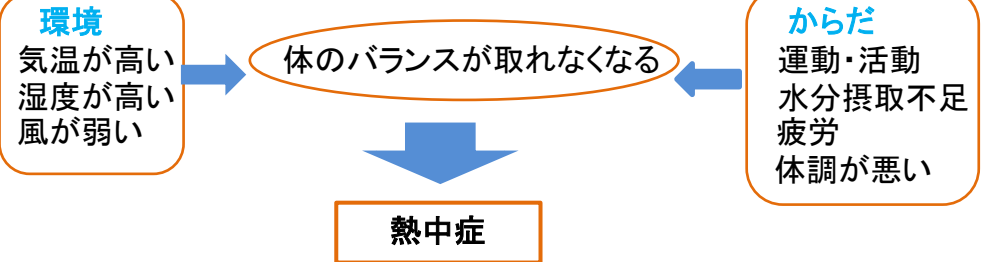 環境
気温が高い
湿度が高い
風が弱い
体のバランスが取れなくなる
からだ
運動・活動
水分摂取不足
疲労
体調が悪い
熱中症